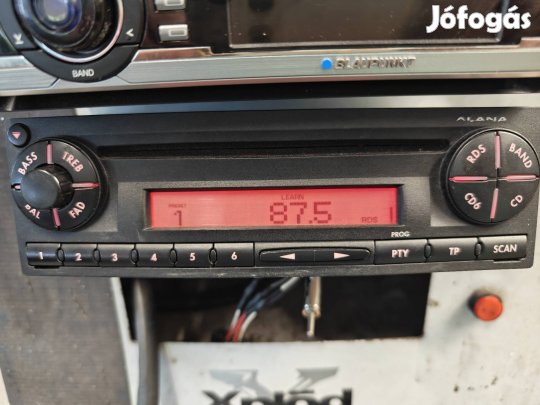 Jófogás
BAND
BLAUPUNKT
ALANA
BASS TREB
BAL FAD
RDS BAND
CD6 CD
LEARN
PRESET
1 87.5 RDS
PROG
1 2 3 4 5 6 ◄ ► PTY TP SCAN
Xplod